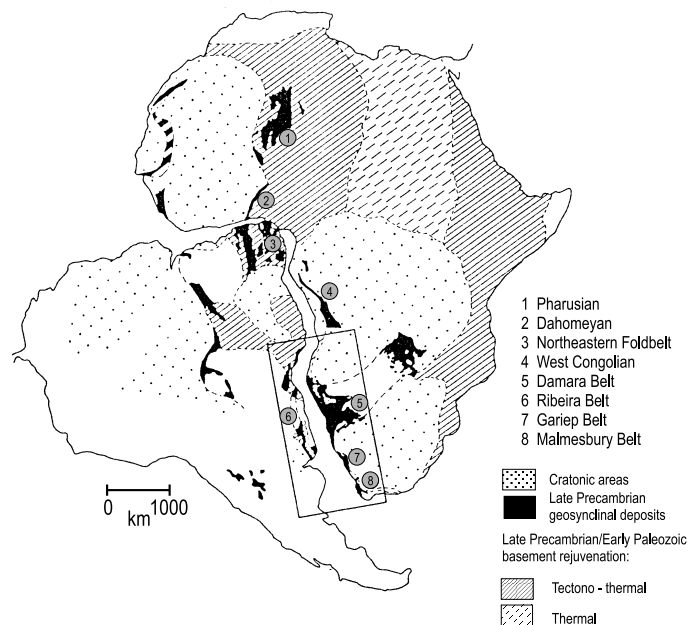 1
2
3
4
5
6
7
8
1 Pharusian
2 Dahomeyan
3 Northeastern Foldbelt
4 West Congolian
5 Damara Belt
6 Ribeira Belt
7 Gariep Belt
8 Malmesbury Belt
Cratonic areas
Late Precambrian
geosynclinal deposits
Late Precambrian/Early Paleozoic
basement rejuvenation:
Tectono - thermal
Thermal
0 1000
km